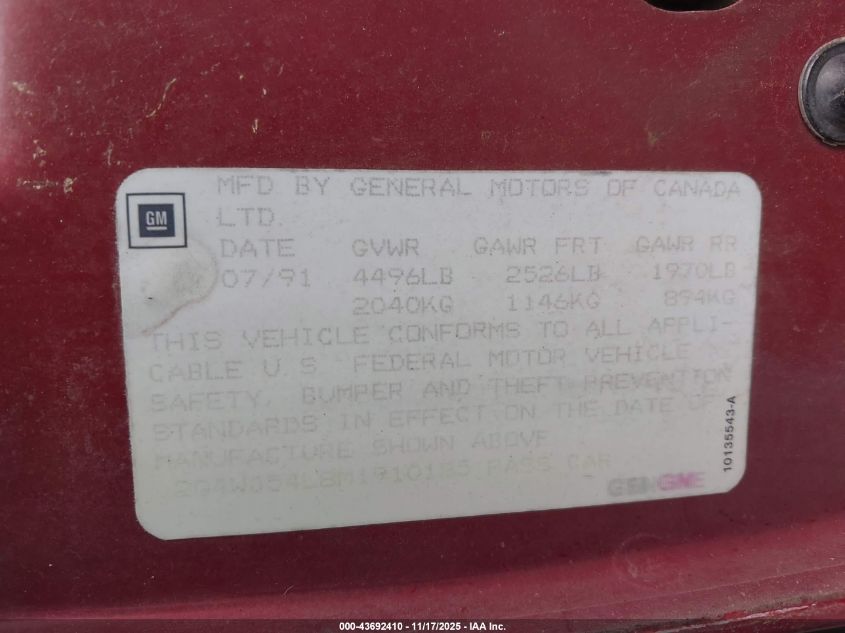 MFD BY GENERAL MOTORS OF CANADA
LTD.
GM
DATE GVWR GAWR FRT GAWR RR
07/91 4496LB 2526LB 1970LB
2040KG 1146KG 894KG
THIS VEHICLE CONFORMS TO ALL APPLI-
CABLE U.S. FEDERAL MOTOR VEHICLE
SAFETY, BUMPER AND THEFT PREVENTION
STANDARDS IN EFFECT ON THE DATE OF
MANUFACTURE SHOWN ABOVE
PASS CAR
10135543-A
000-43692410 - 11/17/2025 - IAA Inc.